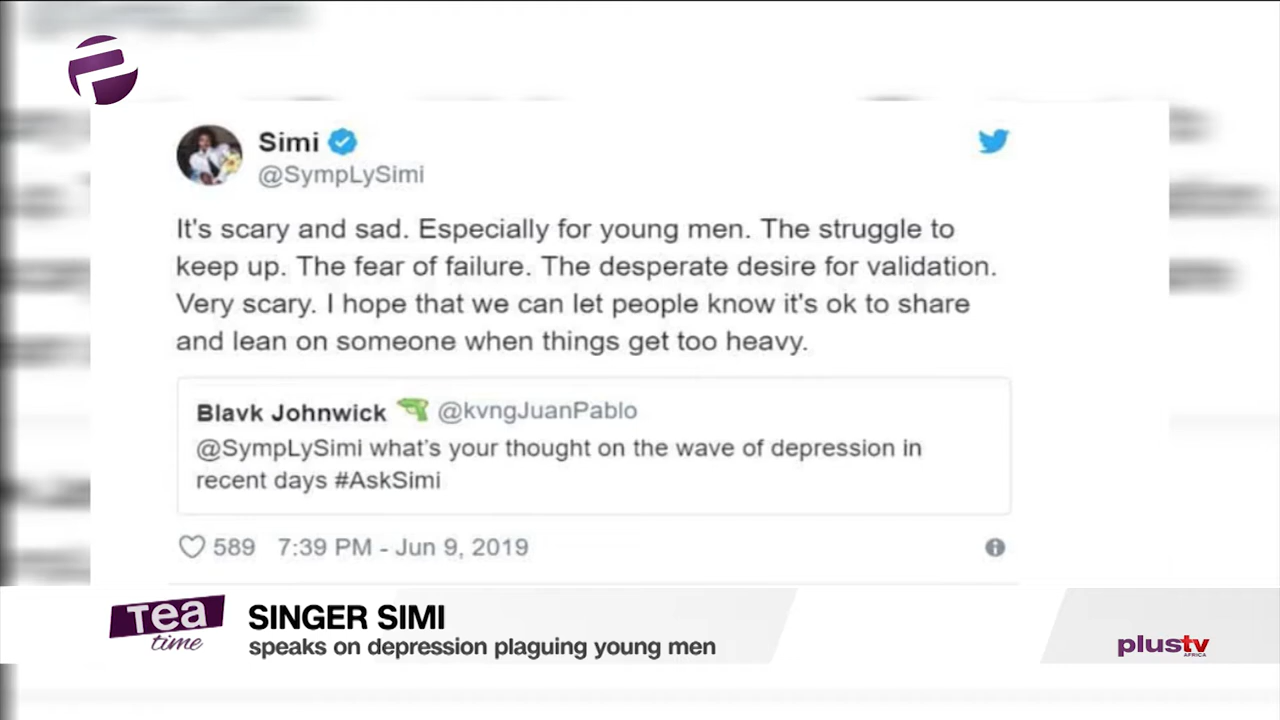 Simi
@SympLySimi
It's scary and sad. Especially for young men. The struggle to
keep up. The fear of failure. The desperate desire for validation.
Very scary. I hope that we can let people know it's ok to share
and lean on someone when things get too heavy.
Blavk Johnwick @kvngJuanPablo
@SympLySimi what's your thought on the wave of depression in
recent days #AskSimi
589 7:39 PM - Jun 9, 2019
Tea
time
SINGER SIMI
speaks on depression plaguing young men
plustv
AFRICA